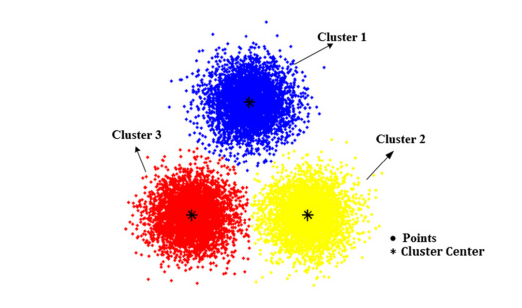 Cluster 1
Cluster 3
Cluster 2
Points
Cluster Center